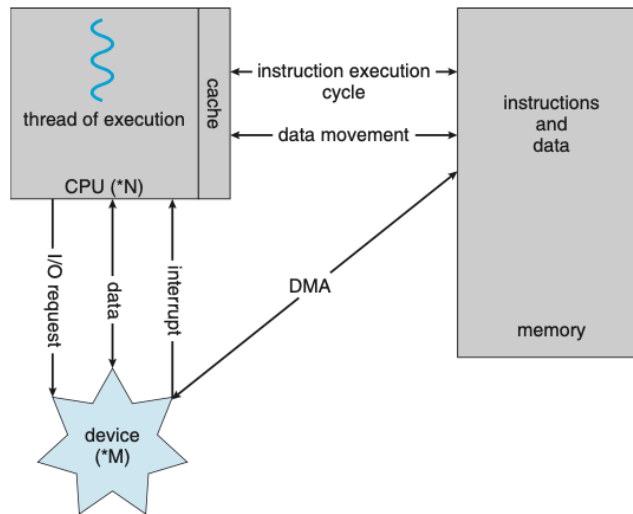 thread of execution
cache
CPU (*N)
instruction execution
cycle
data movement
instructions
and
data
memory
DMA
I/O request
data
interrupt
device
(*M)